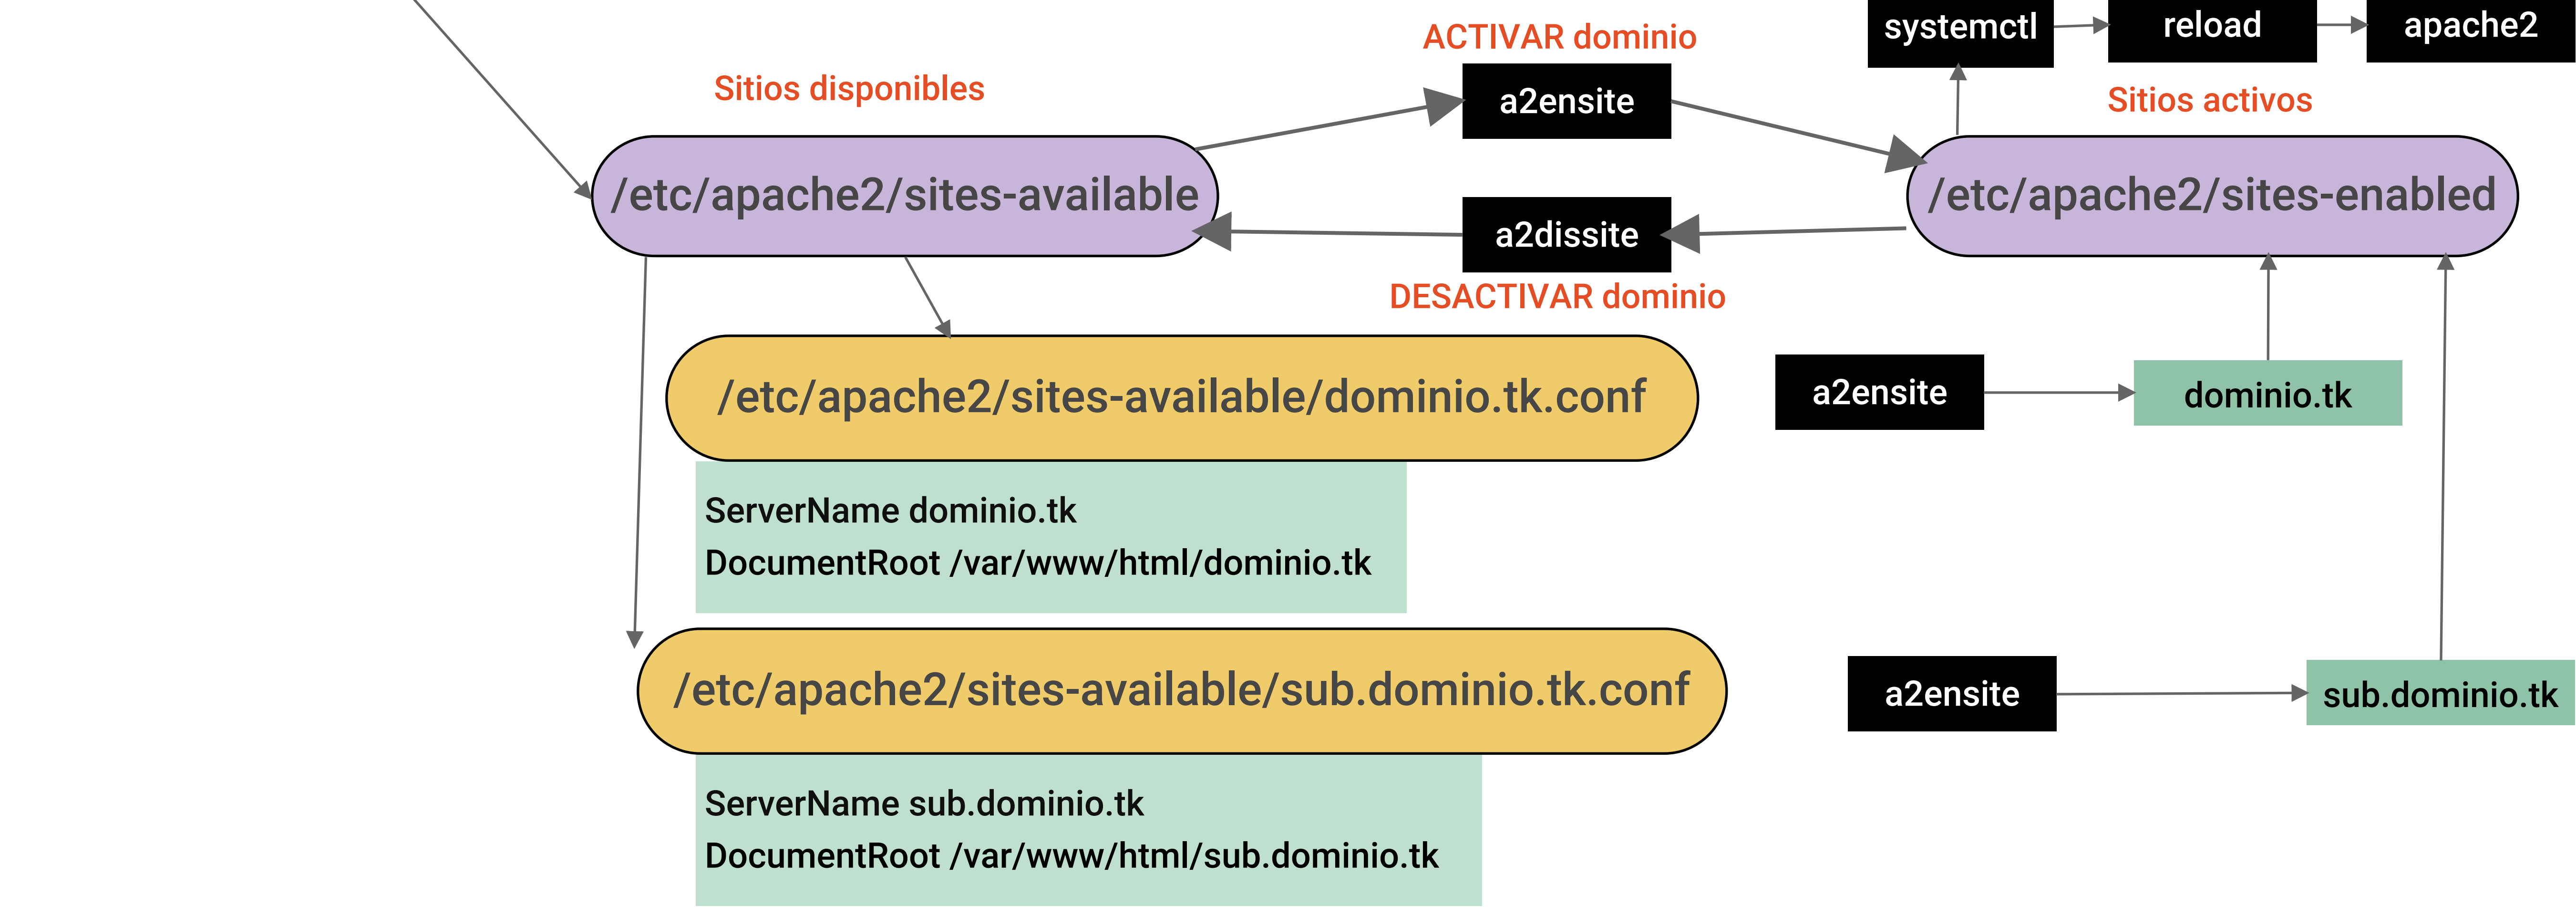 systemctl
reload
apache2
ACTIVAR dominio
Sitios disponibles
a2ensite
Sitios activos
/etc/apache2/sites-available
/etc/apache2/sites-enabled
a2dissite
DESACTIVAR dominio
/etc/apache2/sites-available/dominio.tk.conf
a2ensite
dominio.tk
ServerName dominio.tk
DocumentRoot /var/www/html/dominio.tk
/etc/apache2/sites-available/sub.dominio.tk.conf
a2ensite
sub.dominio.tk
ServerName sub.dominio.tk
DocumentRoot /var/www/html/sub.dominio.tk